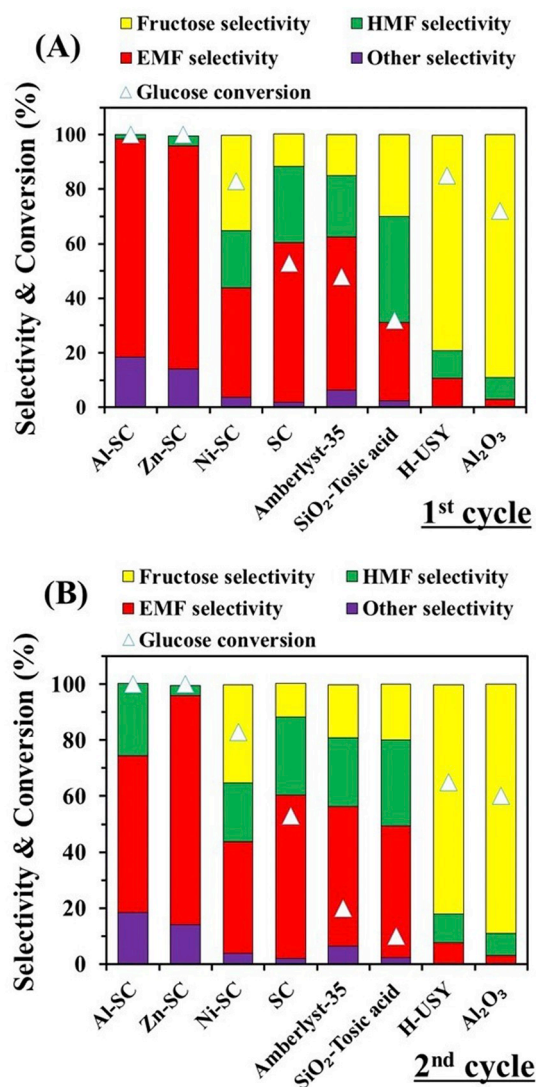 (A)
Fructose selectivity HMF selectivity
EMF selectivity Other selectivity
Glucose conversion
Selectivity & Conversion (%)
100
80
60
40
20
0
Al-SC
Zn-SC
Ni-SC
SC
Amberlyst-35
SiO₂-Tosic acid
H-USY
Al₂O₃
1st cycle
(B)
Fructose selectivity HMF selectivity
EMF selectivity Other selectivity
Glucose conversion
Selectivity & Conversion (%)
100
80
60
40
20
0
Al-SC
Zn-SC
Ni-SC
SC
Amberlyst-35
SiO₂-Tosic acid
H-USY
Al₂O₃
2nd cycle